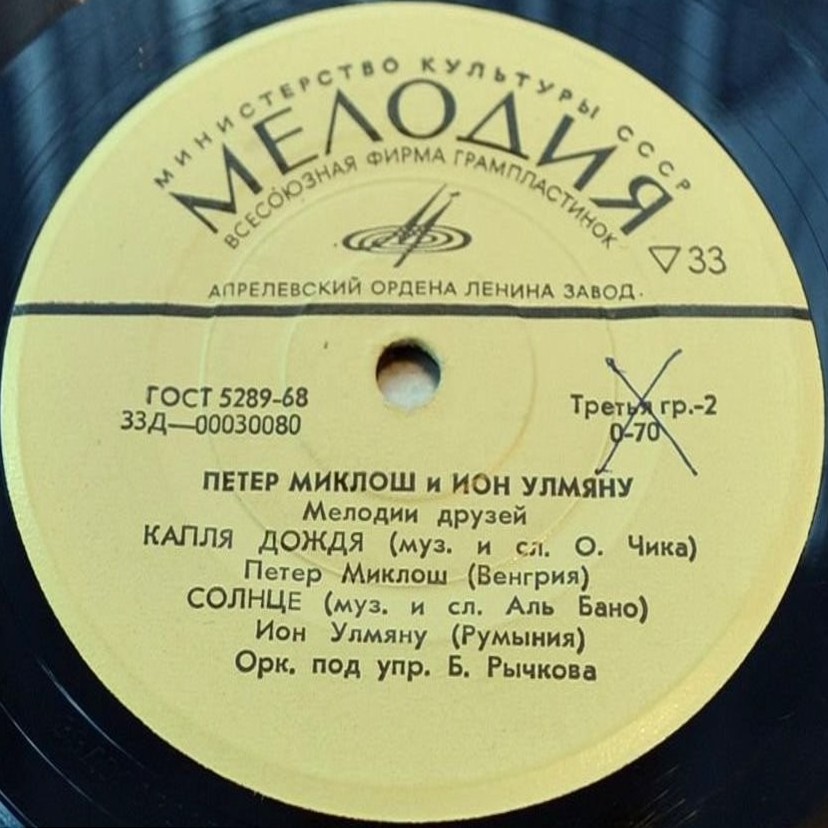 МИНИСТЕРСТВО КУЛЬТУРЫ СССР
МЕЛОДИЯ
ВСЕСОЮЗНАЯ ФИРМА ГРАМПЛАСТИНОК
33
АПРЕЛЕВСКИЙ ОРДЕНА ЛЕНИНА ЗАВОД
ГОСТ 5289-68
33Д—00030080
Третья гр.-2
0-70
ПЕТЕР МИКЛОШ и ИОН УЛМЯНУ
Мелодии друзей
КАПЛЯ ДОЖДЯ (муз. и сл. О. Чика)
Петер Миклош (Венгрия)
СОЛНЦЕ (муз. и сл. Аль Бано)
Ион Улмяну (Румыния)
Орк. под упр. Б. Рычкова